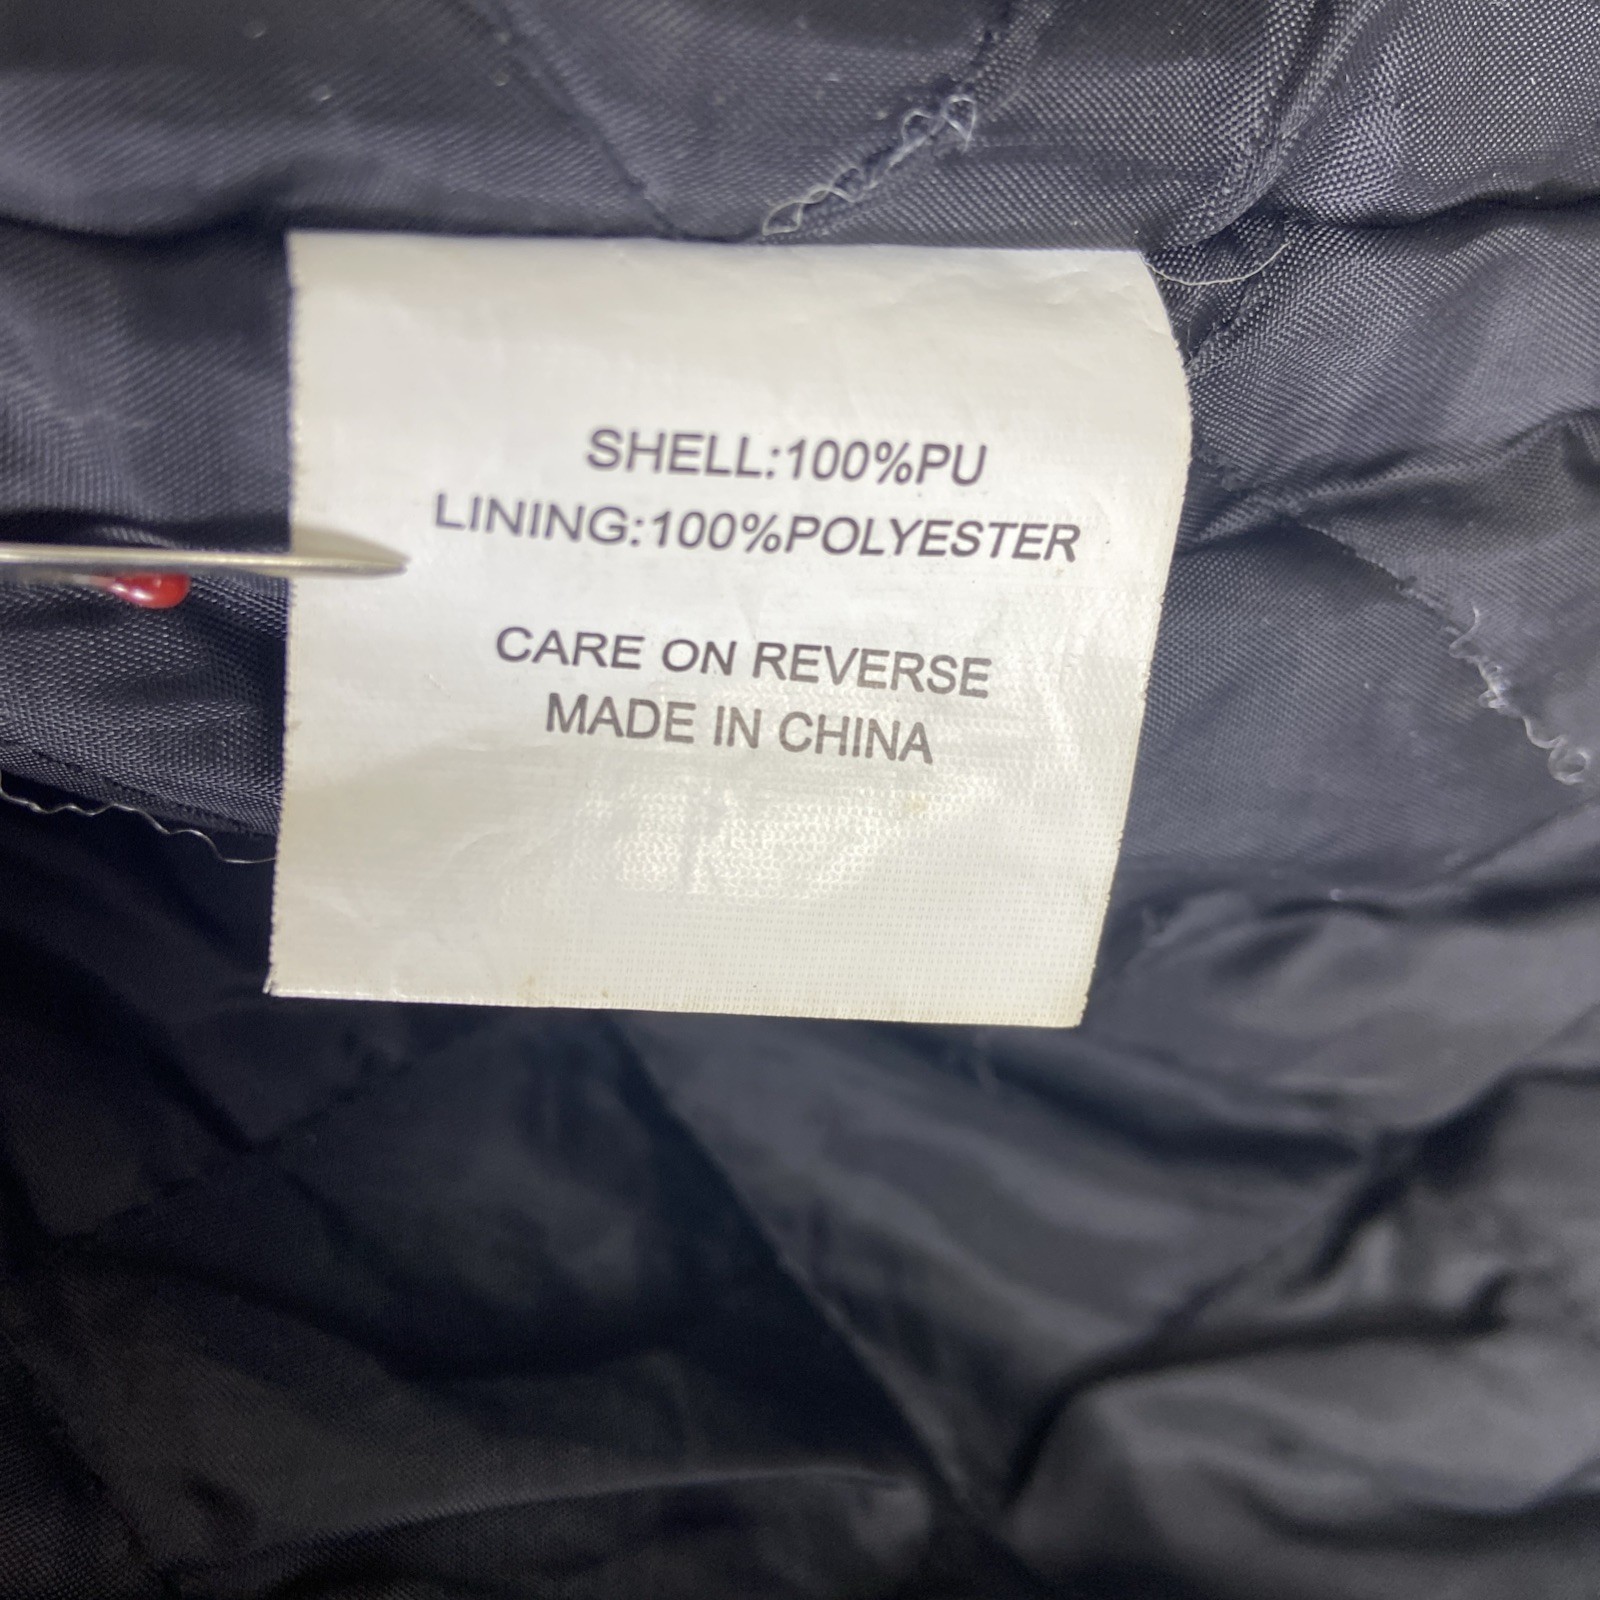 SHELL:100%PU
LINING:100%POLYESTER
CARE ON REVERSE
MADE IN CHINA